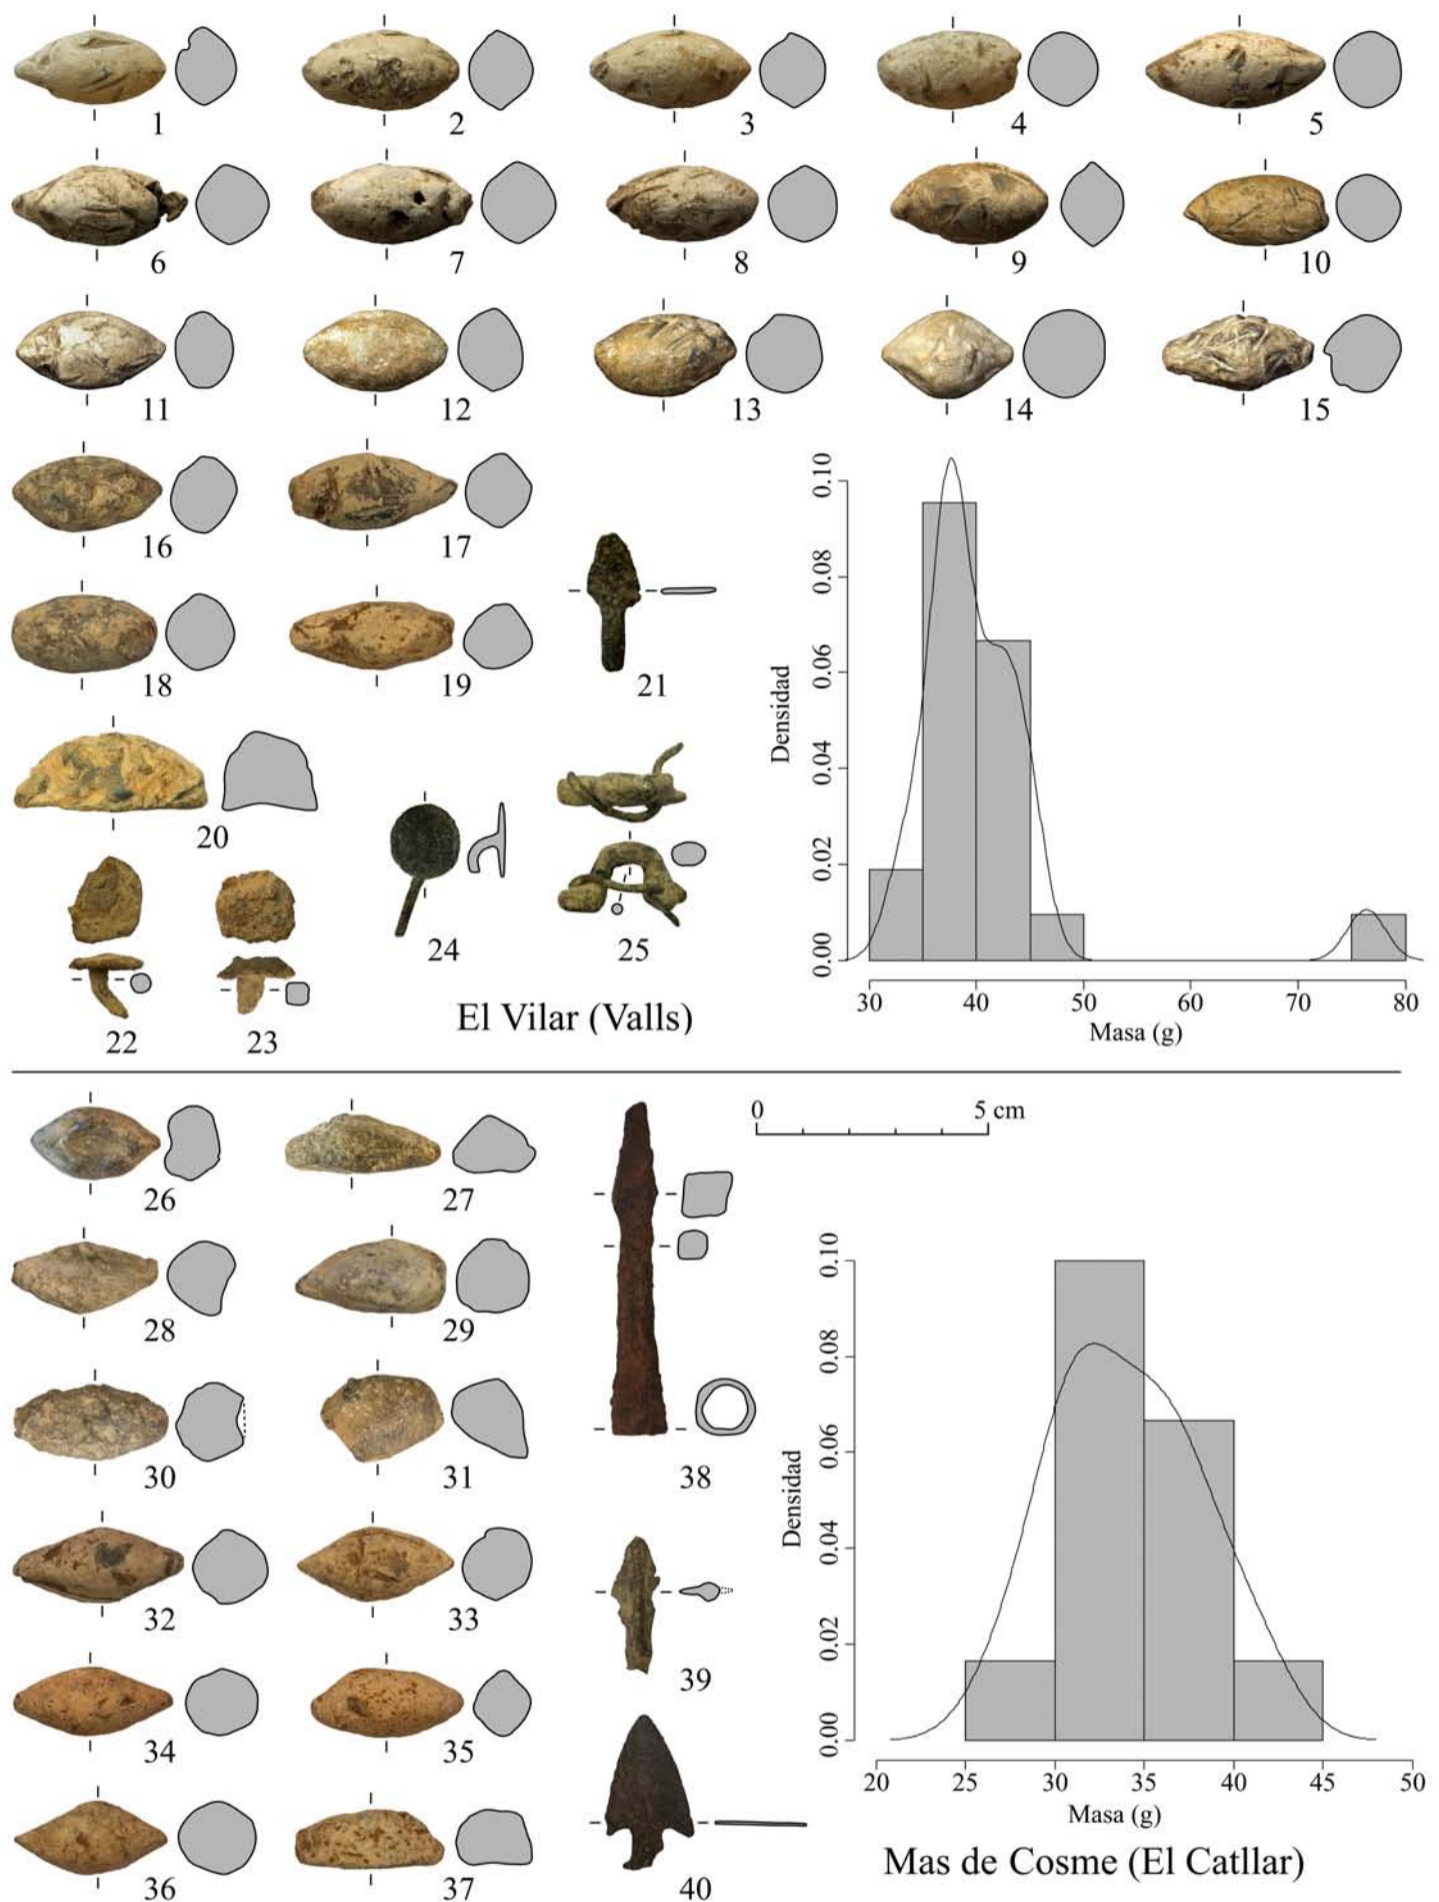 1 2 3 4 5
6 7 8 9 10
11 12 13 14 15
16 17
18 19 21
20
24 25
22 23
El Vilar (Valls)
0.10
0.08
0.06
0.04
0.02
0.00
Densidad
30 40 50 60 70 80
Masa (g)
0 5 cm
26 27
28 29
30 31 38
32 33
39
34 35
36 37 40
0.10
0.08
0.06
0.04
0.02
0.00
Densidad
20 25 30 35 40 45 50
Masa (g)
Mas de Cosme (El Catllar)